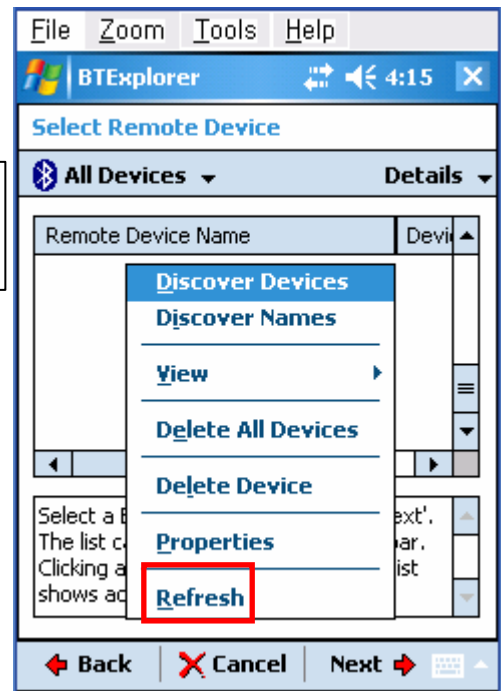 File Zoom Tools Help
BTExplorer 4:15
Select Remote Device
All Devices Details
Remote Device Name Devi
Discover Devices
Discover Names
View
Delete All Devices
Delete Device
Properties
Refresh
Select a ext'.
The list ar.
Clicking a ist
shows ac
Back Cancel Next